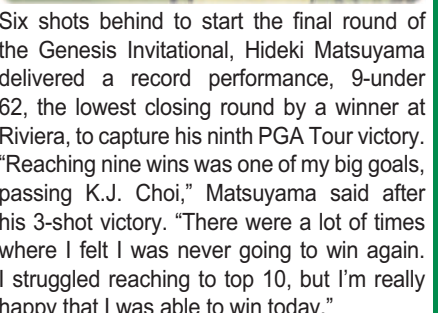 Six shots behind to start the final round of
the Genesis Invitational, Hideki Matsuyama
delivered a record performance, 9-under
62, the lowest closing round by a winner at
Riviera, to capture his ninth PGA Tour victory.
“Reaching nine wins was one of my big goals,
passing K.J. Choi,” Matsuyama said after
his 3-shot victory. “There were a lot of times
where I felt I was never going to win again.
I struggled reaching to top 10, but I’m really
happy that I was able to win today.”